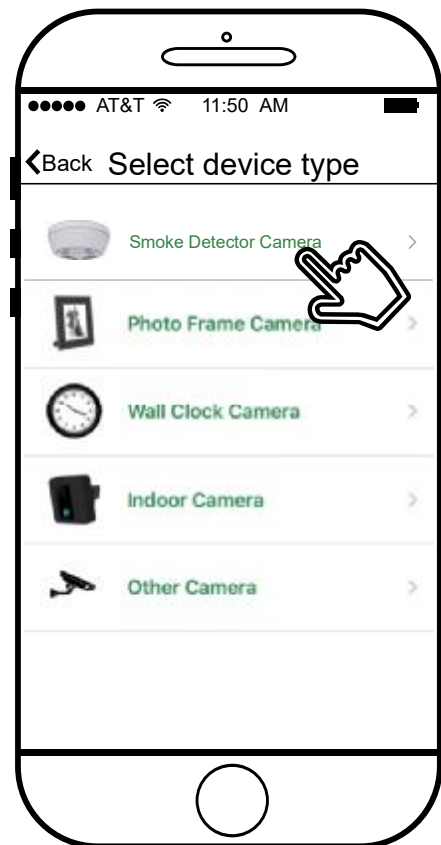 AT&T 11:50 AM
Back Select device type
Smoke Detector Camera
Photo Frame Camera
Wall Clock Camera
Indoor Camera
Other Camera